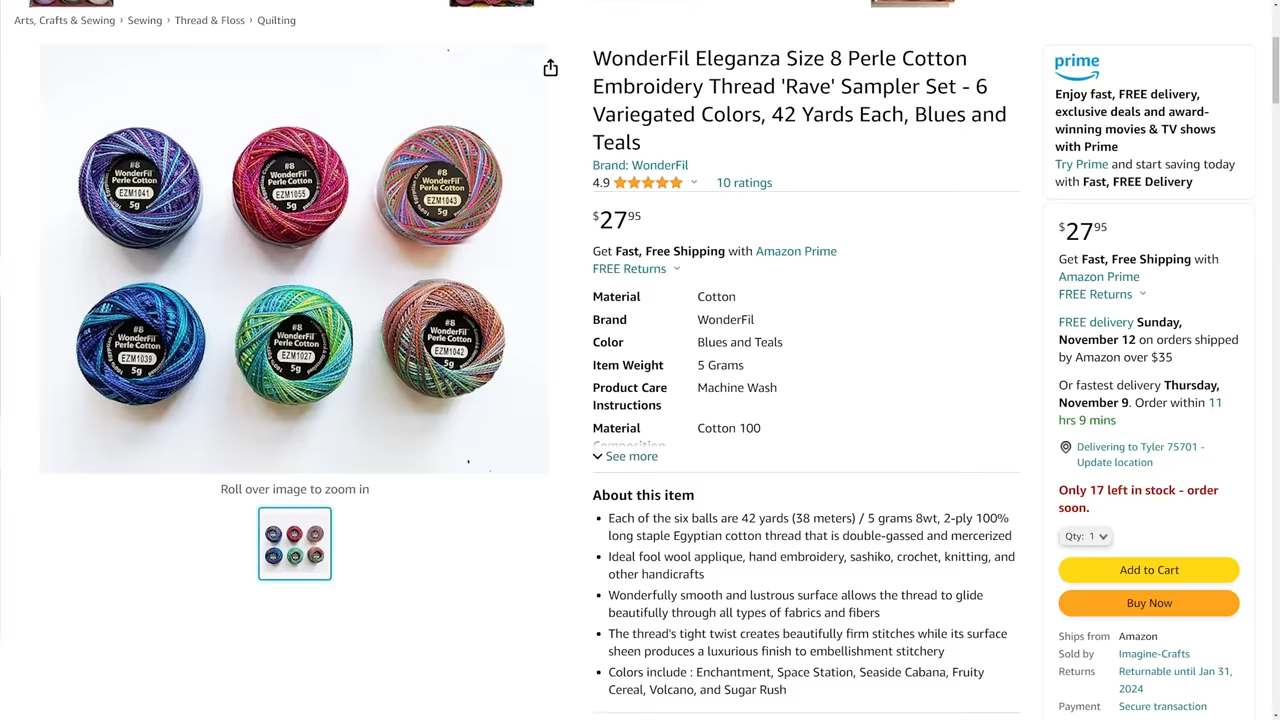 Arts, Crafts & Sewing › Sewing › Thread & Floss › Quilting
#8
WonderFil
Perle Cotton
EZM1041
5g
#8
WonderFil
Perle Cotton
EZM1055
5g
#8
WonderFil
Perle Cotton
EZM1043
5g
#8
WonderFil
Perle Cotton
EZM1039
5g
#8
WonderFil
Perle Cotton
EZM1027
5g
#8
WonderFil
Perle Cotton
EZM1042
5g
Roll over image to zoom in
WonderFil Eleganza Size 8 Perle Cotton
Embroidery Thread 'Rave' Sampler Set - 6
Variegated Colors, 42 Yards Each, Blues and
Teals
Brand: WonderFil
4.9 10 ratings
$27 95
Get Fast, Free Shipping with Amazon Prime
FREE Returns
Material Cotton
Brand WonderFil
Color Blues and Teals
Item Weight 5 Grams
Product Care Machine Wash
Instructions
Material Cotton 100
Composition
See more
About this item
• Each of the six balls are 42 yards (38 meters) / 5 grams 8wt, 2-ply 100%
long staple Egyptian cotton thread that is double-gassed and mercerized
• Ideal fool wool applique, hand embroidery, sashiko, crochet, knitting, and
other handicrafts
• Wonderfully smooth and lustrous surface allows the thread to glide
beautifully through all types of fabrics and fibers
• The thread's tight twist creates beautifully firm stitches while its surface
sheen produces a luxurious finish to embellishment stitchery
• Colors include : Enchantment, Space Station, Seaside Cabana, Fruity
Cereal, Volcano, and Sugar Rush
prime
Enjoy fast, FREE delivery,
exclusive deals and award-
winning movies & TV shows
with Prime
Try Prime and start saving today
with Fast, FREE Delivery
$27 95
Get Fast, Free Shipping with
Amazon Prime
FREE Returns
FREE delivery Sunday,
November 12 on orders shipped
by Amazon over $35
Or fastest delivery Thursday,
November 9. Order within 11
hrs 9 mins
Delivering to Tyler 75701 -
Update location
Only 17 left in stock - order
soon.
Qty: 1
Add to Cart
Buy Now
Ships from Amazon
Sold by Imagine-Crafts
Returns Returnable until Jan 31,
2024
Payment Secure transaction